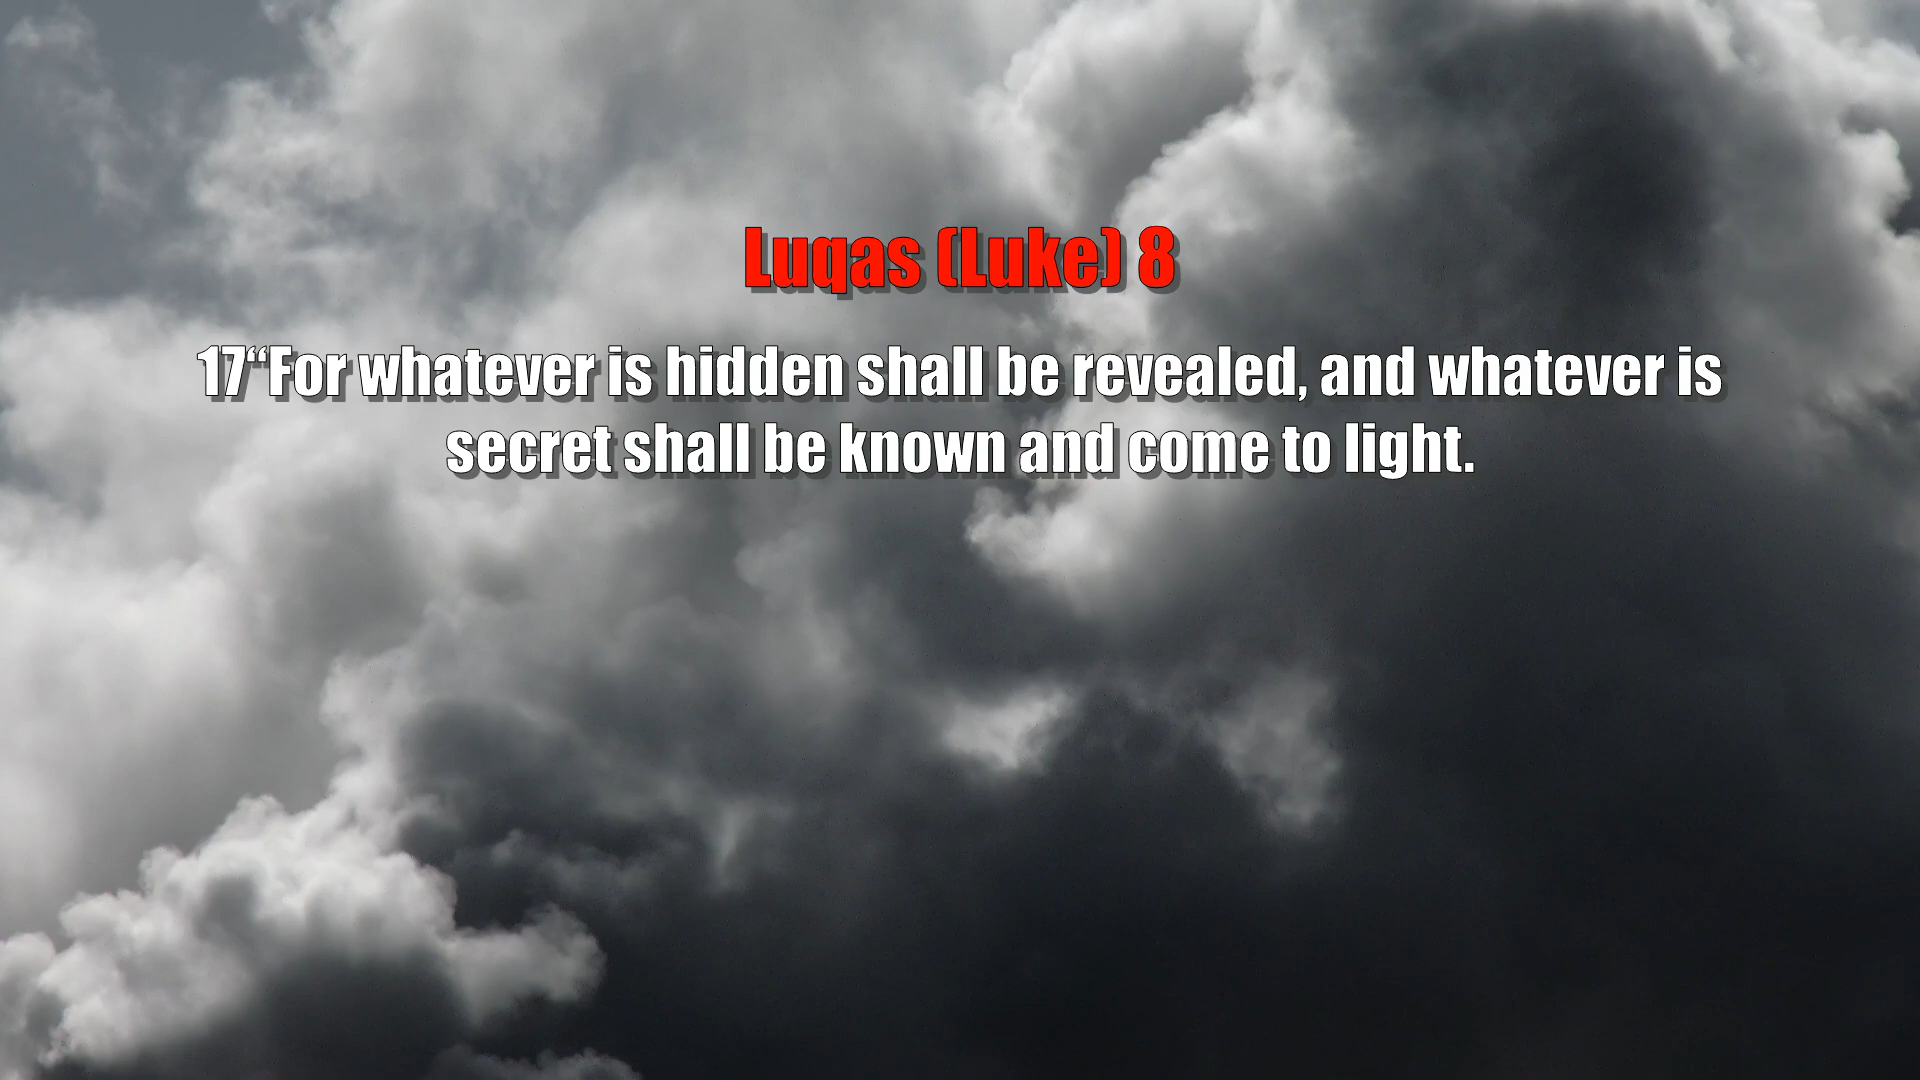 Luqas (Luke) 8
17“For whatever is hidden shall be revealed, and whatever is
secret shall be known and come to light.